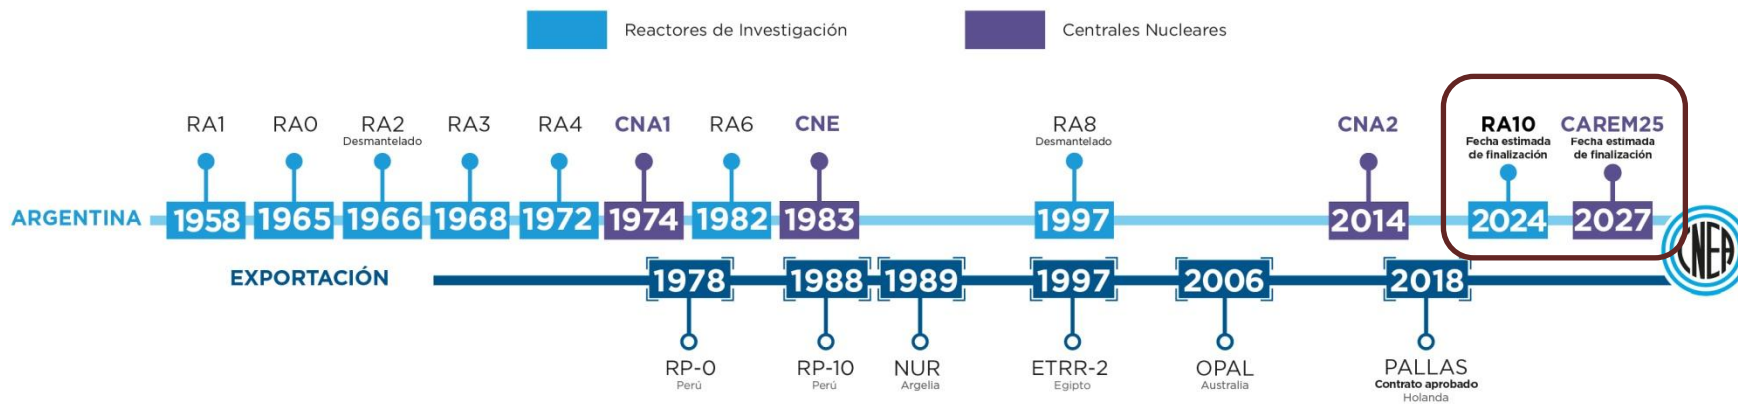 Reactores de Investigación
Centrales Nucleares
RA1
RA0
RA2
Desmantelado
RA3
RA4
CNA1
RA6
CNE
RA8
Desmantelado
CNA2
RA10
Fecha estimada
de finalización
CAREM25
Fecha estimada
de finalización
ARGENTINA
1958
1965
1966
1968
1972
1974
1982
1983
1997
2014
2024
2027
CNEA
EXPORTACIÓN
1978
1988
1989
1997
2006
2018
RP-0
Perú
RP-10
Perú
NUR
Argelia
ETRR-2
Egipto
OPAL
Australia
PALLAS
Contrato aprobado
Holanda